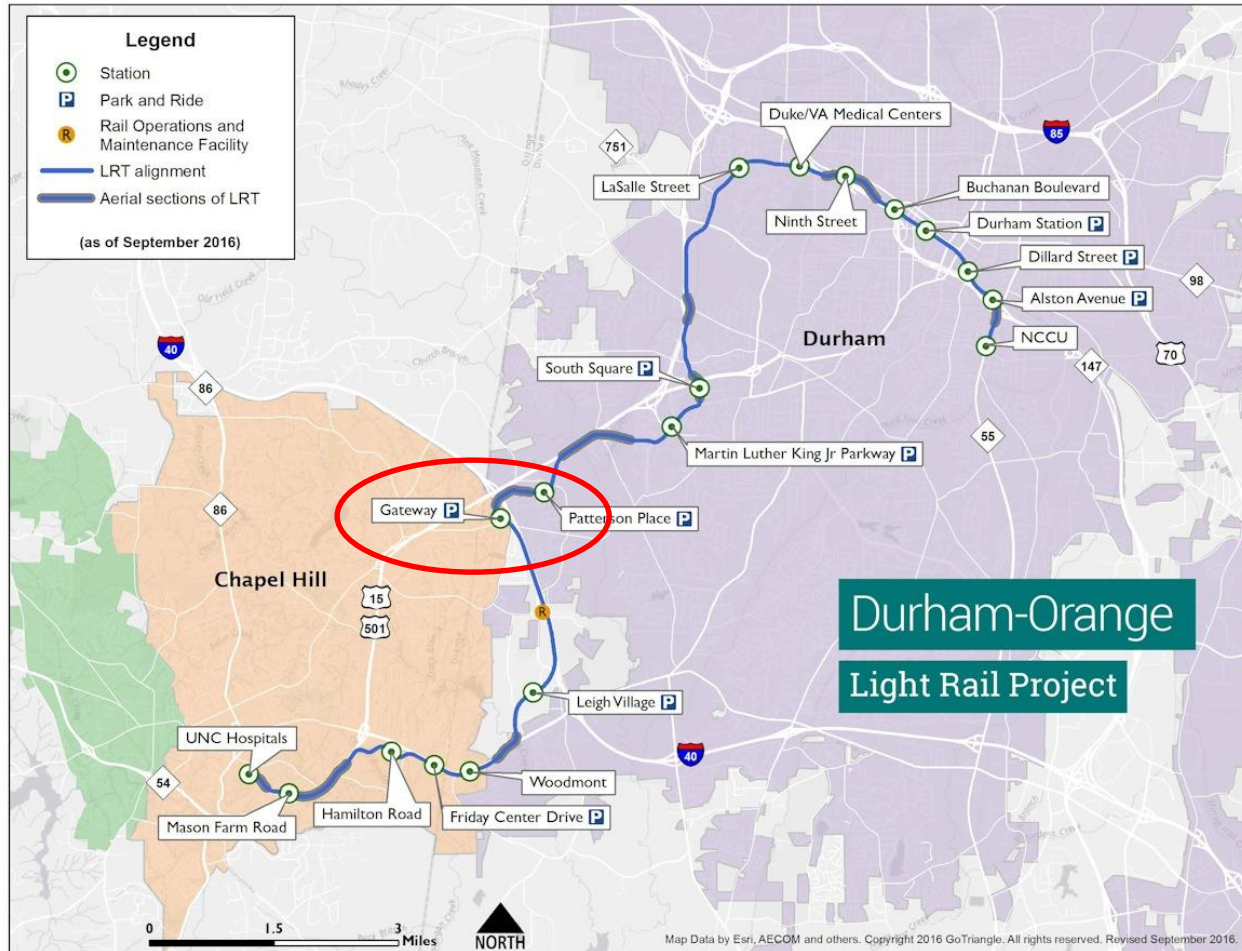 Legend
Station
P
Park and Ride
R
Rail Operations and
Maintenance Facility
LRT alignment
Aerial sections of LRT
(as of September 2016)
Duke/VA Medical Centers
85
751
LaSalle Street
Buchanan Boulevard
Ninth Street
Durham Station P
Dillard Street P
98
Alston Avenue P
Durham
NCCU
70
40
147
86
South Square P
55
Martin Luther King Jr Parkway P
Church Branch
86
Gateway P
Patterson Place P
Chapel Hill
15
501
R
Durham-Orange
Light Rail Project
Leigh Village P
UNC Hospitals
40
54
Woodmont
Hamilton Road
Friday Center Drive P
Mason Farm Road
0 1.5 3
Miles
NORTH
Map Data by Esri, AECOM and others. Copyright 2016 GoTriangle. All rights reserved. Revised September 2016.